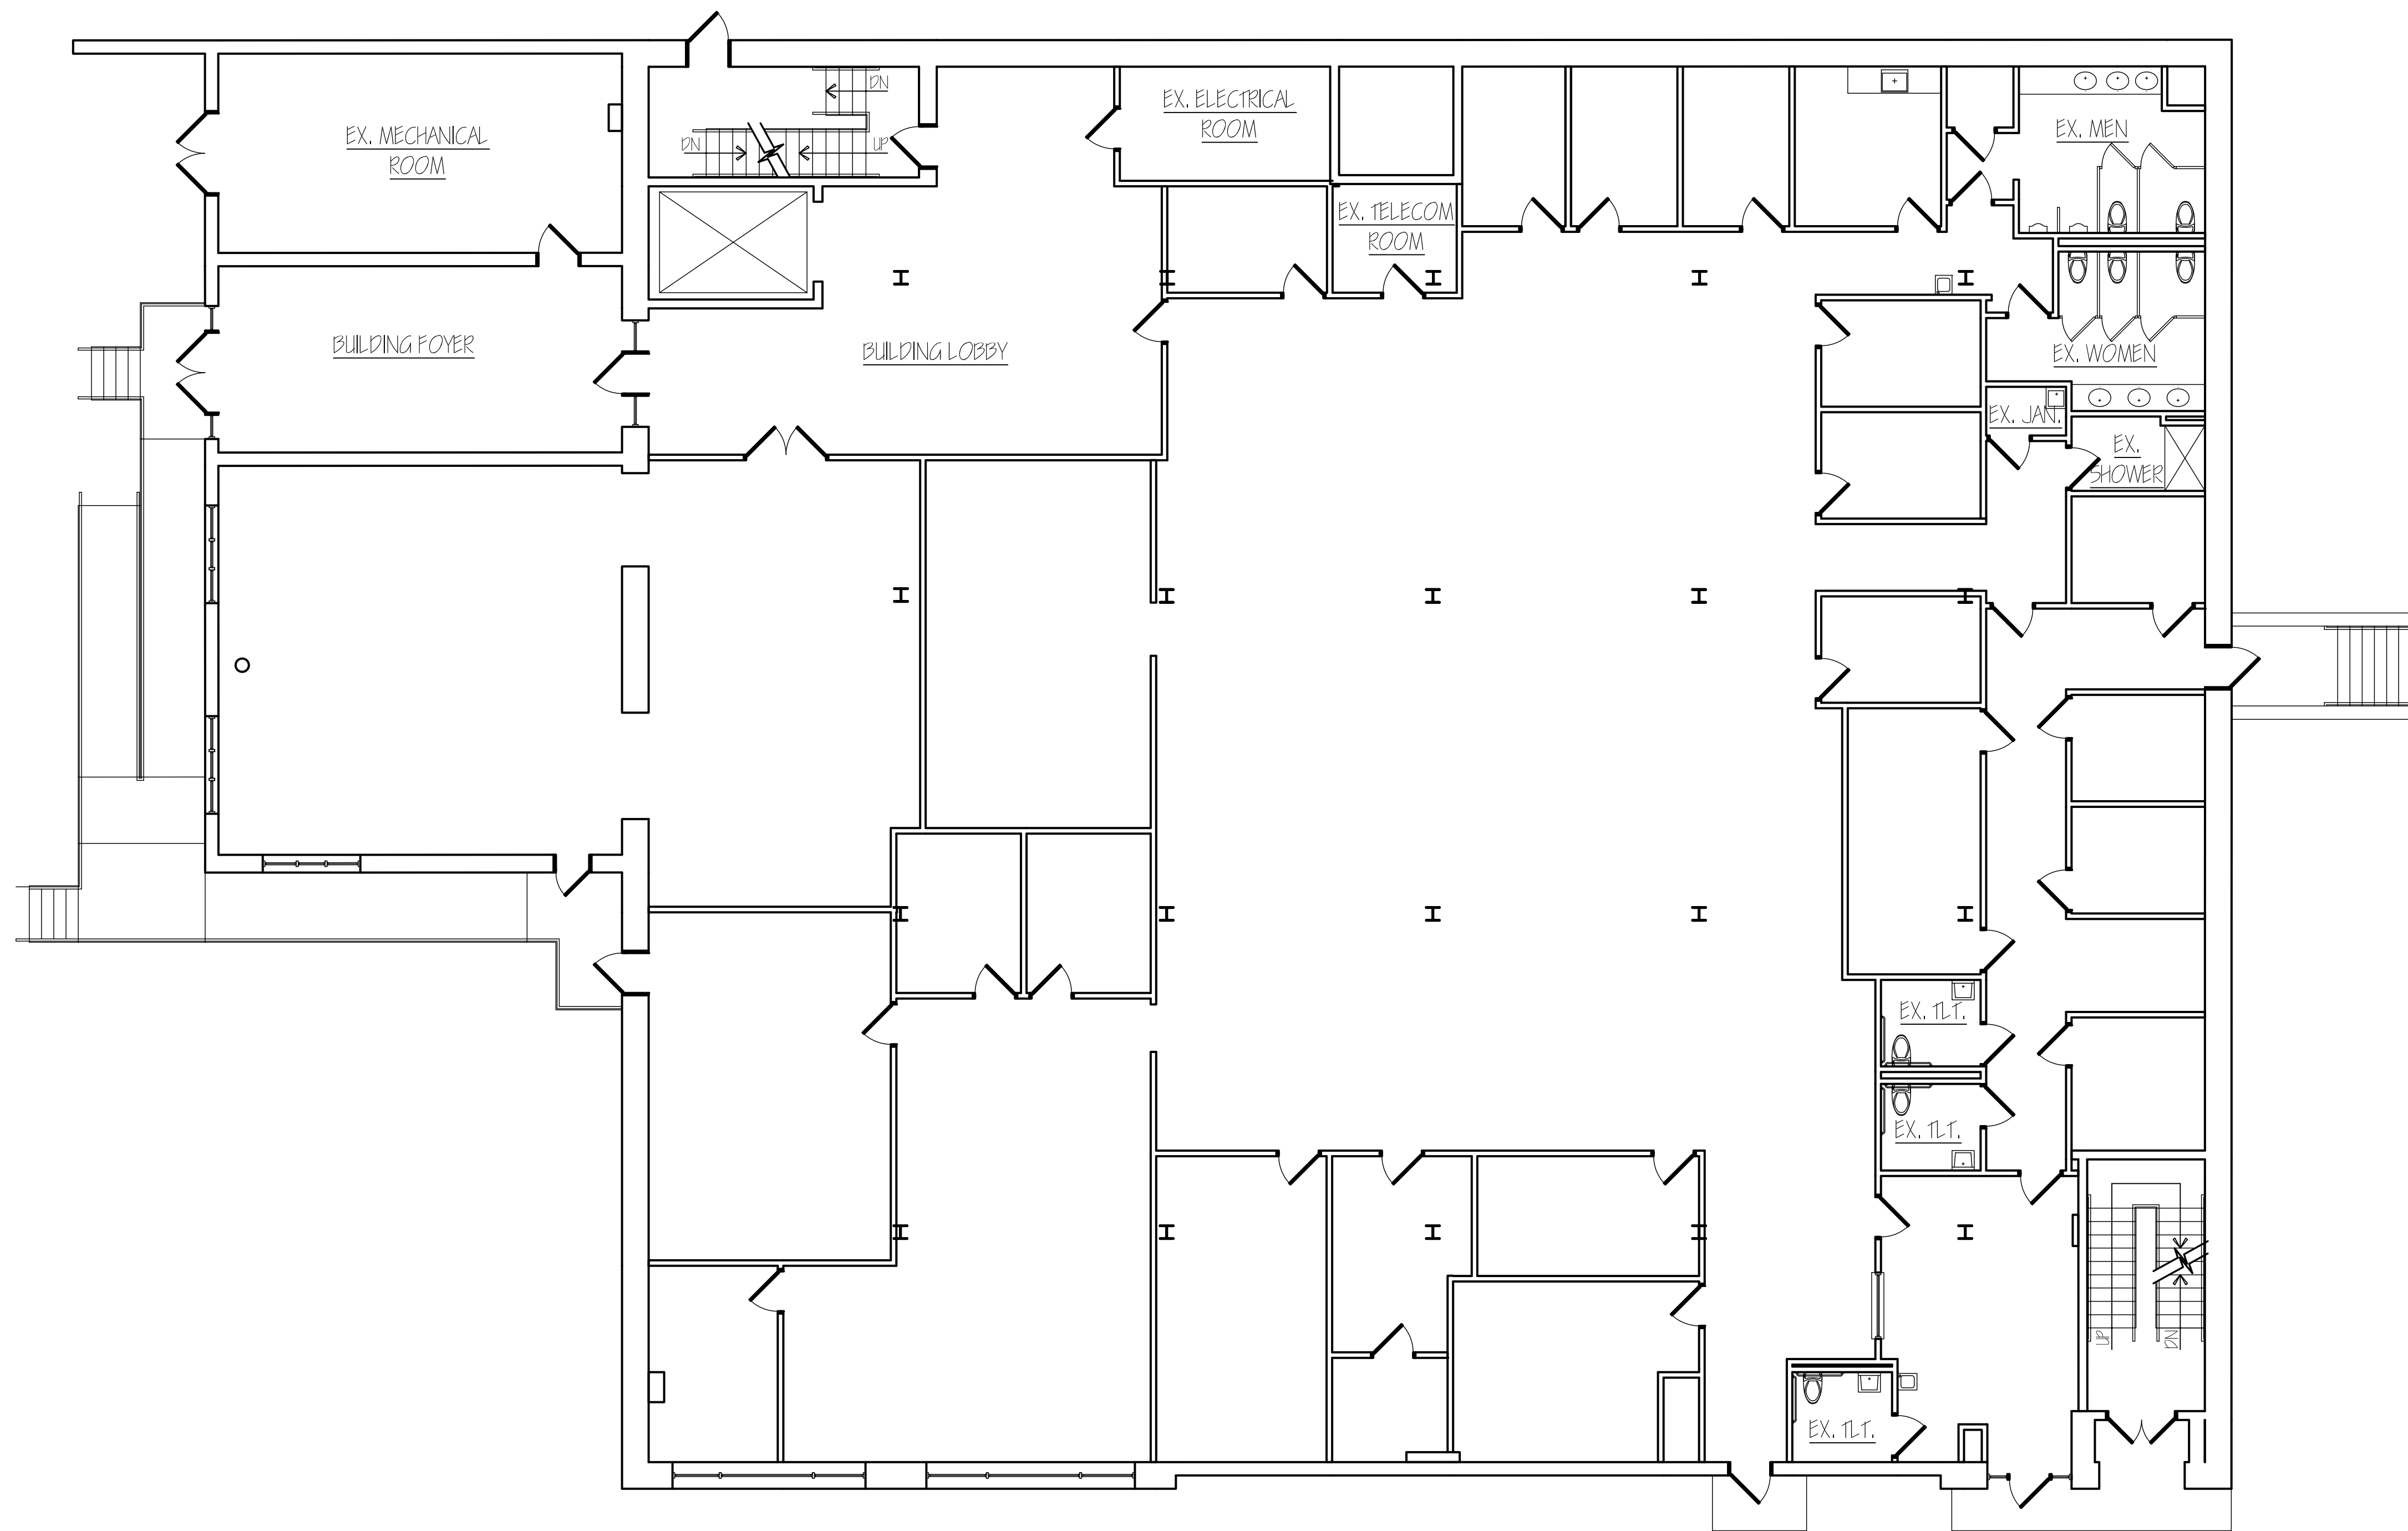 DN
EX. ELECTRICAL
ROOM
EX. MECHANICAL
ROOM
EX. MEN
DN
UP
EX. TELECOM
ROOM
BUILDING FOYER
BUILDING LOBBY
EX. WOMEN
EX. JAN.
EX.
SHOWER
EX. TLT.
EX. TLT.
UP
DN
EX. TLT.